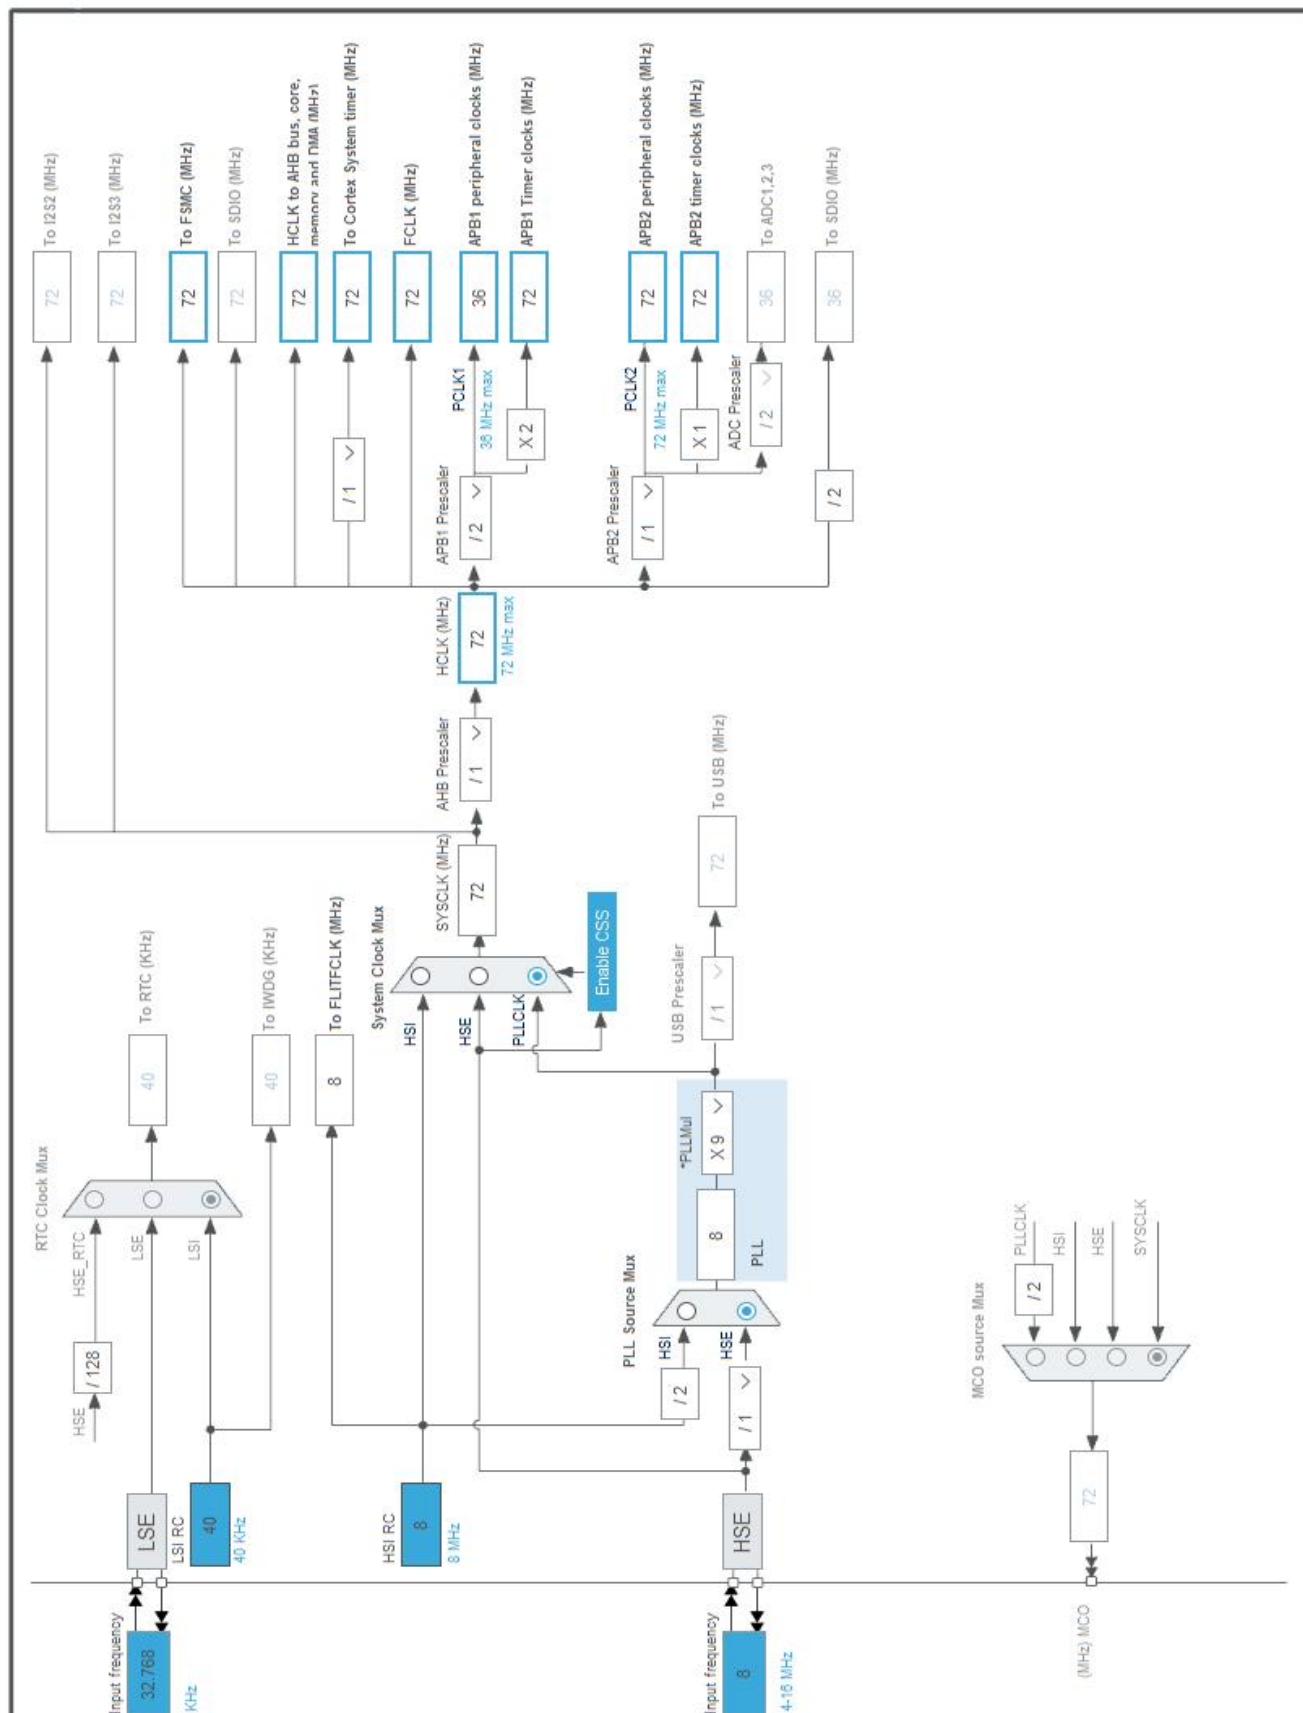 RTC Clock Mux
HSE
/ 128
HSE_RTC
Input frequency
32.768
KHz
LSE
LSE
40
To RTC (KHz)
LSI RC
40
40 KHz
LSI
40
To IWDG (KHz)
8
To FLITFCLK (MHz)
HSI RC
8
8 MHz
System Clock Mux
HSI
HSE
PLLCLK
Enable CSS
SYSCLK (MHz)
72
AHB Prescaler
/ 1
HCLK (MHz)
72
72 MHz max
72
To I2S2 (MHz)
72
To I2S3 (MHz)
72
To FSMC (MHz)
72
To SDIO (MHz)
72
HCLK to AHB bus, core,
memory and DMA (MHz)
/ 1
72
To Cortex System timer (MHz)
72
FCLK (MHz)
APB1 Prescaler
/ 2
PCLK1
36 MHz max
36
APB1 peripheral clocks (MHz)
X 2
72
APB1 Timer clocks (MHz)
APB2 Prescaler
/ 1
PCLK2
72 MHz max
72
APB2 peripheral clocks (MHz)
X 1
72
APB2 timer clocks (MHz)
ADC Prescaler
/ 2
36
To ADC1,2,3
/ 2
36
To SDIO (MHz)
PLL Source Mux
/ 2
HSI
Input frequency
8
4-16 MHz
HSE
/ 1
HSE
8
*PLLMul
X 9
PLL
USB Prescaler
/ 1
72
To USB (MHz)
MCO source Mux
/ 2
PLLCLK
HSI
HSE
SYSCLK
72
(MHz) MCO